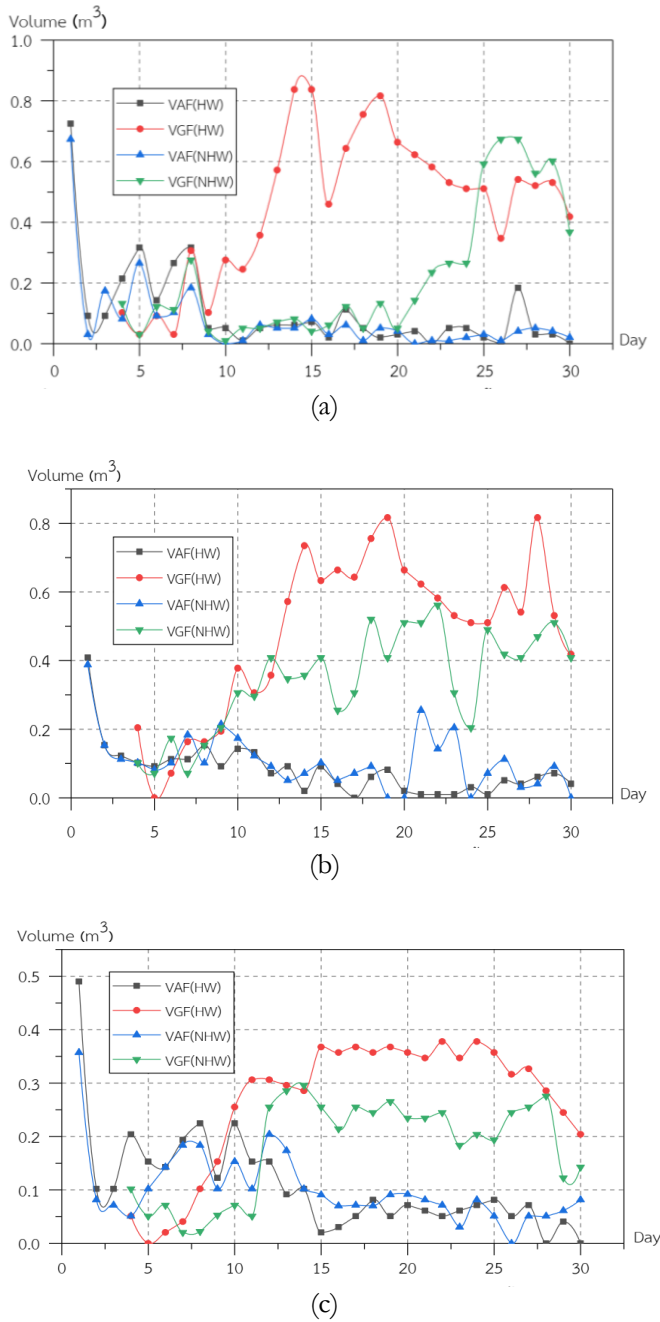 Volume (m³)
1.0
0.8
0.6
0.4
0.2
0.0
VAF(HW)
VGF(HW)
VAF(NHW)
VGF(NHW)
0 5 10 15 20 25 30
Day
(a)
Volume (m³)
0.8
0.6
0.4
0.2
0.0
VAF(HW)
VGF(HW)
VAF(NHW)
VGF(NHW)
0 5 10 15 20 25 30
Day
(b)
Volume (m³)
0.5
0.4
0.3
0.2
0.1
0.0
VAF(HW)
VGF(HW)
VAF(NHW)
VGF(NHW)
0 5 10 15 20 25 30
Day
(c)